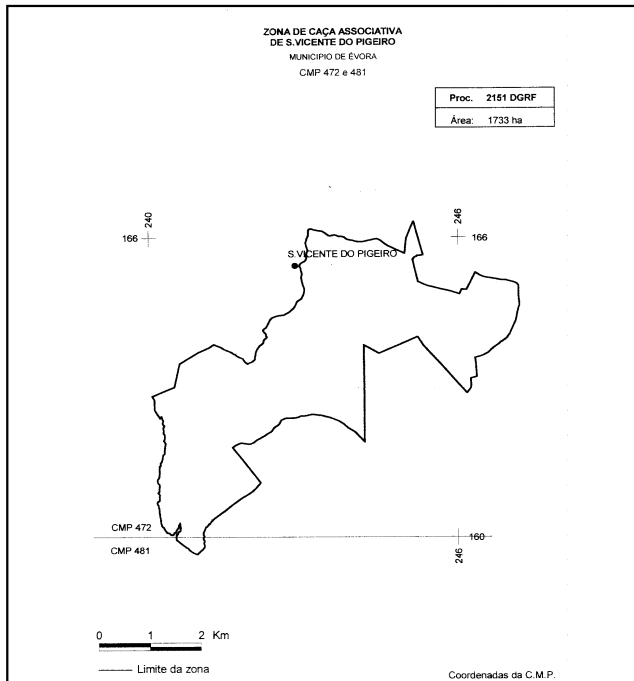 ZONA DE CAÇA ASSOCIATIVA
DE S.VICENTE DO PIGEIRO
MUNICIPIO DE ÉVORA
CMP 472 e 481
Proc. 2151 DGRF
Área: 1733 ha
240
246
166
166
S.VICENTE DO PIGEIRO
CMP 472
CMP 481
160
246
0 1 2 Km
Limite da zona
Coordenadas da C.M.P.